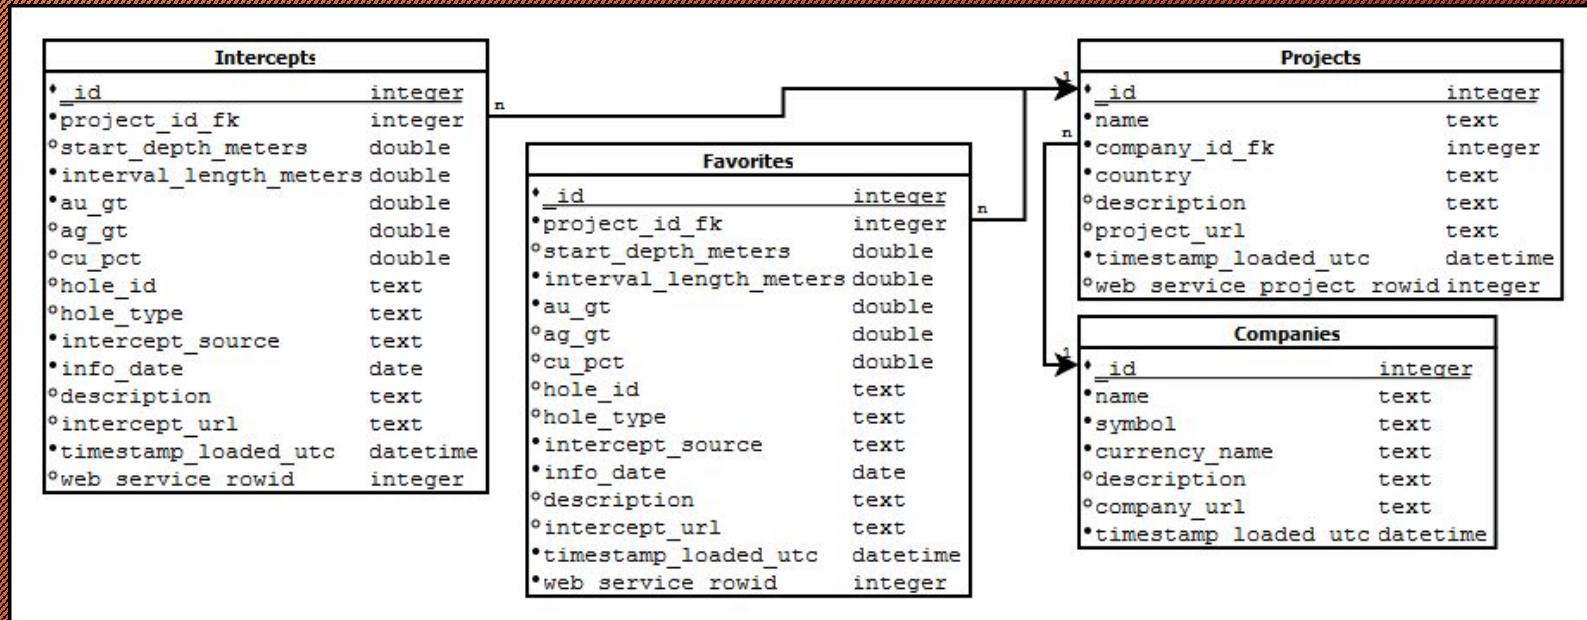 Intercepts
_id integer
project_id_fk integer
start_depth_meters double
interval_length_meters double
au_gt double
ag_gt double
cu_pct double
hole_id text
hole_type text
intercept_source text
info_date date
description text
intercept_url text
timestamp_loaded_utc datetime
web_service_rowid integer
n
Favorites
_id integer
project_id_fk integer
start_depth_meters double
interval_length_meters double
au_gt double
ag_gt double
cu_pct double
hole_id text
hole_type text
intercept_source text
info_date date
description text
intercept_url text
timestamp_loaded_utc datetime
web_service_rowid integer
n
1
Projects
_id integer
name text
company_id_fk integer
country text
description text
project_url text
timestamp_loaded_utc datetime
web_service_project_rowid integer
n
1
Companies
_id integer
name text
symbol text
currency_name text
description text
company_url text
timestamp_loaded_utc datetime